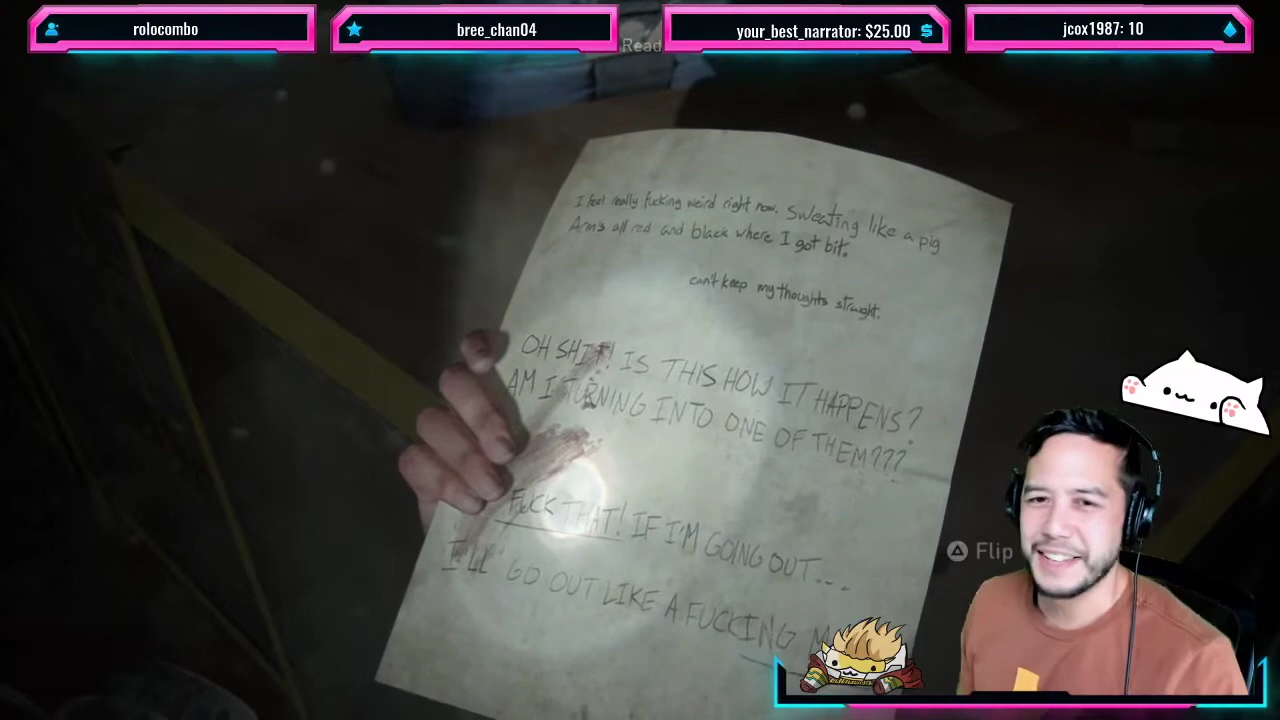 rolocombo
bree_chan04
your_best_narrator: $25.00
jcox1987: 10
Read
I feel really fucking weird right now. Sweating like a pig
Arm's all red and black where I got bit.
can't keep my thoughts straight.
OH SHIT! IS THIS HOW IT HAPPENS?
AM I TURNING INTO ONE OF THEM???
FUCK THAT! IF I'M GOING OUT...
I'LL GO OUT LIKE A FUCKING
Flip